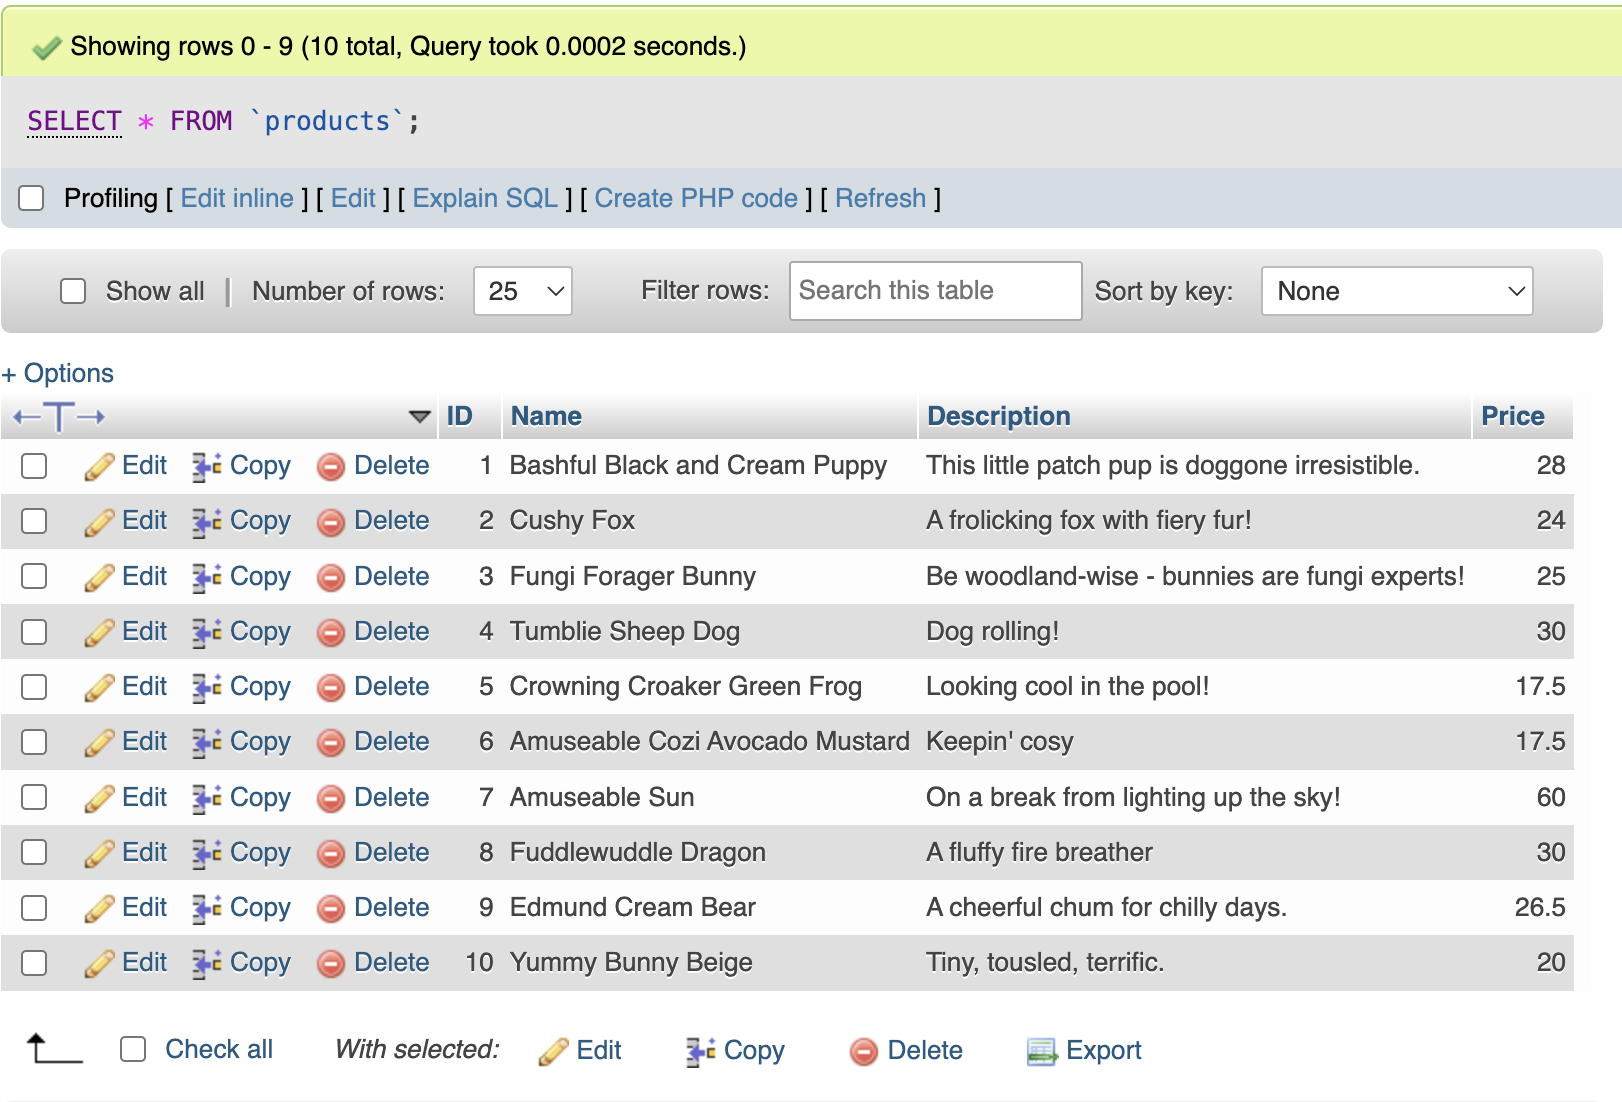 Showing rows 0 - 9 (10 total, Query took 0.0002 seconds.)
SELECT * FROM `products`;
Profiling [ Edit inline ] [ Edit ] [ Explain SQL ] [ Create PHP code ] [ Refresh ]
Show all | Number of rows: 25 Filter rows: Search this table Sort by key: None
+ Options
←T→ ID Name Description Price
Edit Copy Delete 1 Bashful Black and Cream Puppy This little patch pup is doggone irresistible. 28
Edit Copy Delete 2 Cushy Fox A frolicking fox with fiery fur! 24
Edit Copy Delete 3 Fungi Forager Bunny Be woodland-wise - bunnies are fungi experts! 25
Edit Copy Delete 4 Tumblie Sheep Dog Dog rolling! 30
Edit Copy Delete 5 Crowning Croaker Green Frog Looking cool in the pool! 17.5
Edit Copy Delete 6 Amuseable Cozi Avocado Mustard Keepin' cosy 17.5
Edit Copy Delete 7 Amuseable Sun On a break from lighting up the sky! 60
Edit Copy Delete 8 Fuddlewuddle Dragon A fluffy fire breather 30
Edit Copy Delete 9 Edmund Cream Bear A cheerful chum for chilly days. 26.5
Edit Copy Delete 10 Yummy Bunny Beige Tiny, tousled, terrific. 20
Check all With selected: Edit Copy Delete Export